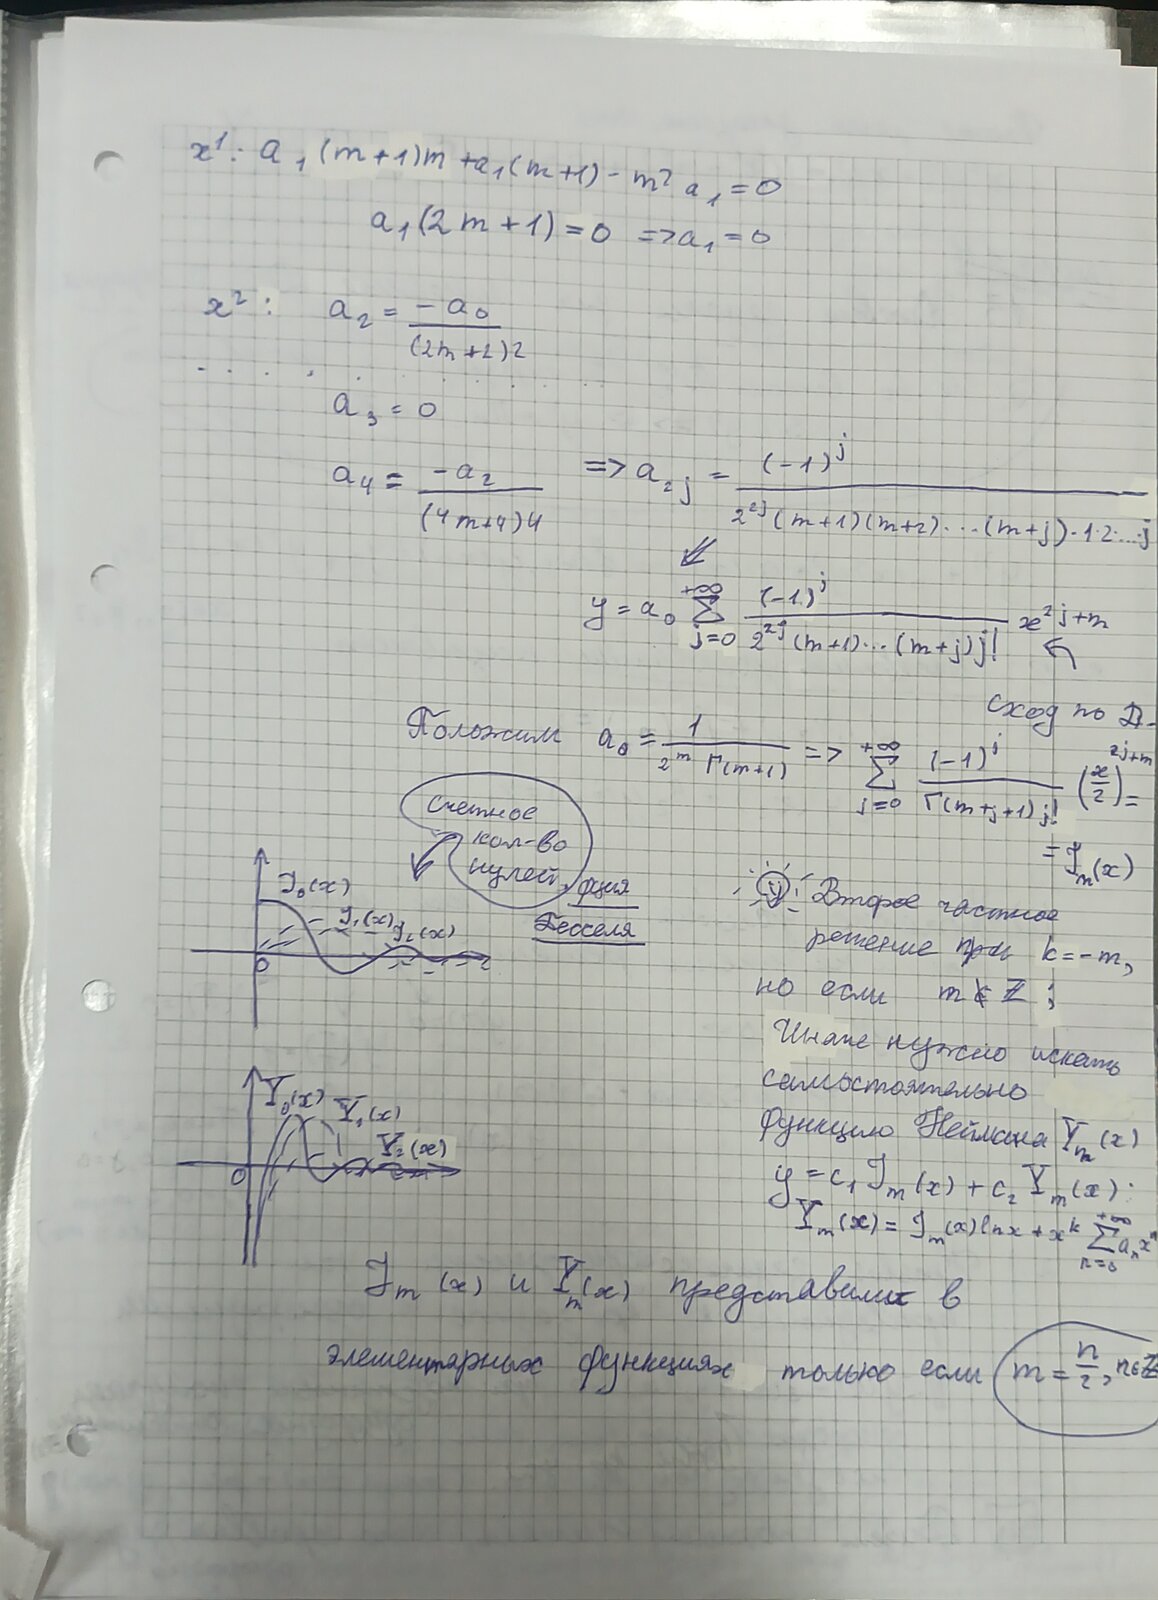 x¹: a₁(m+1)m + a₁(m+1) - m² a₁ = 0
a₁(2m+1) = 0 => a₁ = 0
x²: a₂ = -a₀ / (2m+2)2
. . . . . . . . . .
a₃ = 0
a₄ = -a₂ / (4m+4)4 => a₂ⱼ = (-1)^j / 2^{2j}(m+1)(m+2)...(m+j)·1·2·...j
y = a₀ ∑_{j=0}^{+∞} (-1)^j / 2^{2j}(m+1)...(m+j)j! x^{2j+m}
сход по Д-
Положим a₀ = 1 / 2^m Γ(m+1) => ∑_{j=0}^{+∞} (-1)^j / Γ(m+j+1)j! (x/2)^{2j+m} =
= J_m(x)
Счетное
кол-во
нулей
фция
Бесселя
J₀(x)
J₁(x)
J₂(x)
0
Второе частное
решение при k = -m,
но если m ∉ ℤ;
Иначе нужно искать
самостоятельно
функцию Неймана Y_m(x)
y = c₁ J_m(x) + c₂ Y_m(x).
Y_m(x) = J_m(x) ln x + x^k ∑_{n=0}^{+∞} aₙ xⁿ
Y₀(x)
Y₁(x)
Y₂(x)
0
J_m(x) и Y_m(x) представимы в
элементарных функциях только если m = n/2, n∈ℤ